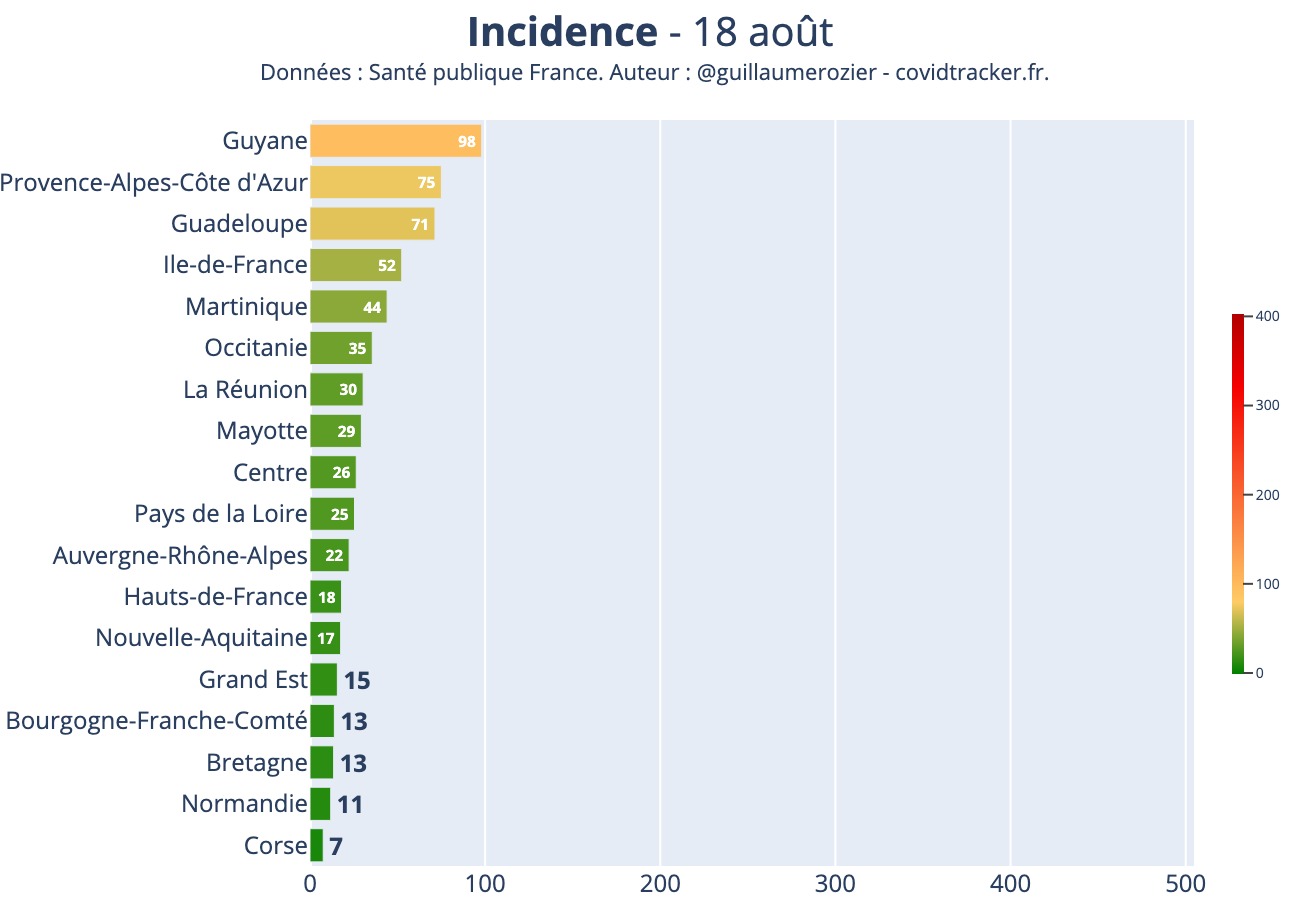 Incidence - 18 août
Données : Santé publique France. Auteur : @guillaumerozier - covidtracker.fr.
Guyane 98
Provence-Alpes-Côte d'Azur 75
Guadeloupe 71
Ile-de-France 52
Martinique 44
Occitanie 35
La Réunion 30
Mayotte 29
Centre 26
Pays de la Loire 25
Auvergne-Rhône-Alpes 22
Hauts-de-France 18
Nouvelle-Aquitaine 17
Grand Est 15
Bourgogne-Franche-Comté 13
Bretagne 13
Normandie 11
Corse 7
0 100 200 300 400 500
400
300
200
100
0